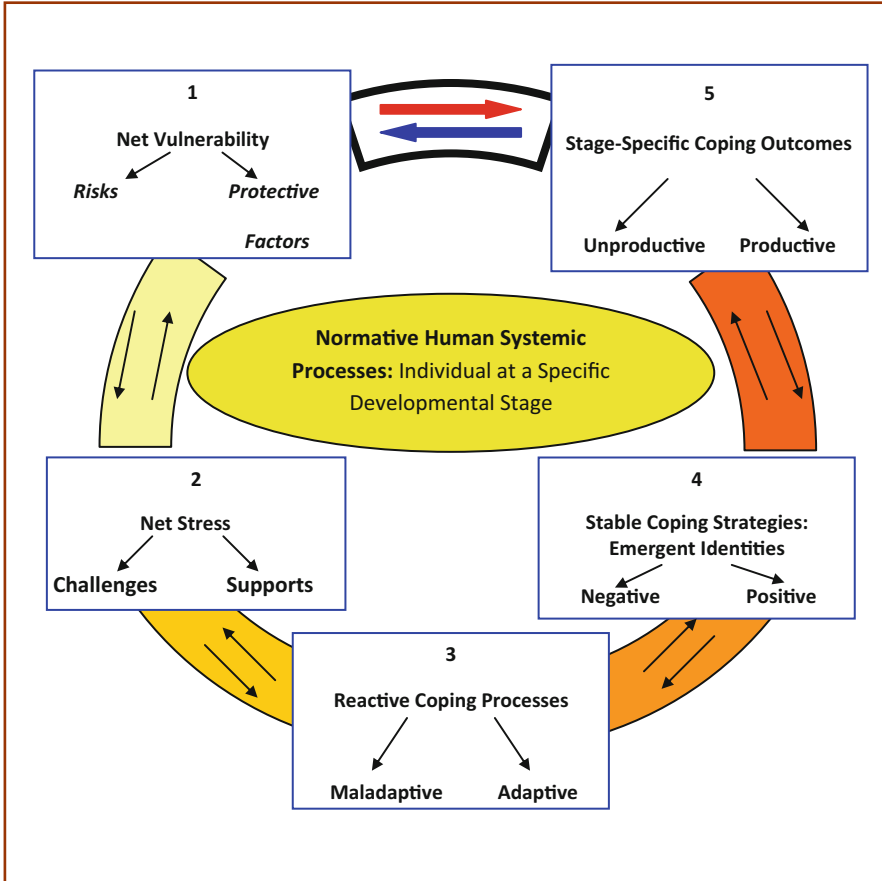 1
Net Vulnerability
Risks Protective
Factors
5
Stage-Specific Coping Outcomes
Unproductive Productive
Normative Human Systemic
Processes: Individual at a Specific
Developmental Stage
2
Net Stress
Challenges Supports
4
Stable Coping Strategies:
Emergent Identities
Negative Positive
3
Reactive Coping Processes
Maladaptive Adaptive